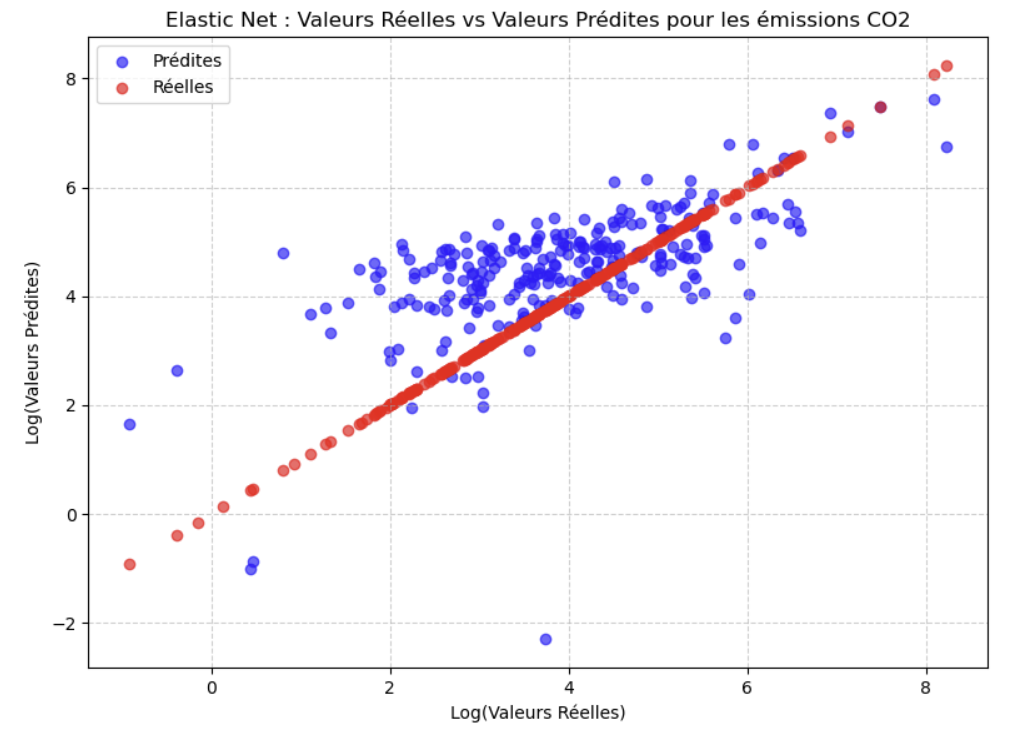 Elastic Net : Valeurs Réelles vs Valeurs Prédites pour les émissions CO2
Prédites
Réelles
Log(Valeurs Prédites)
8
6
4
2
0
−2
0
2
4
6
8
Log(Valeurs Réelles)